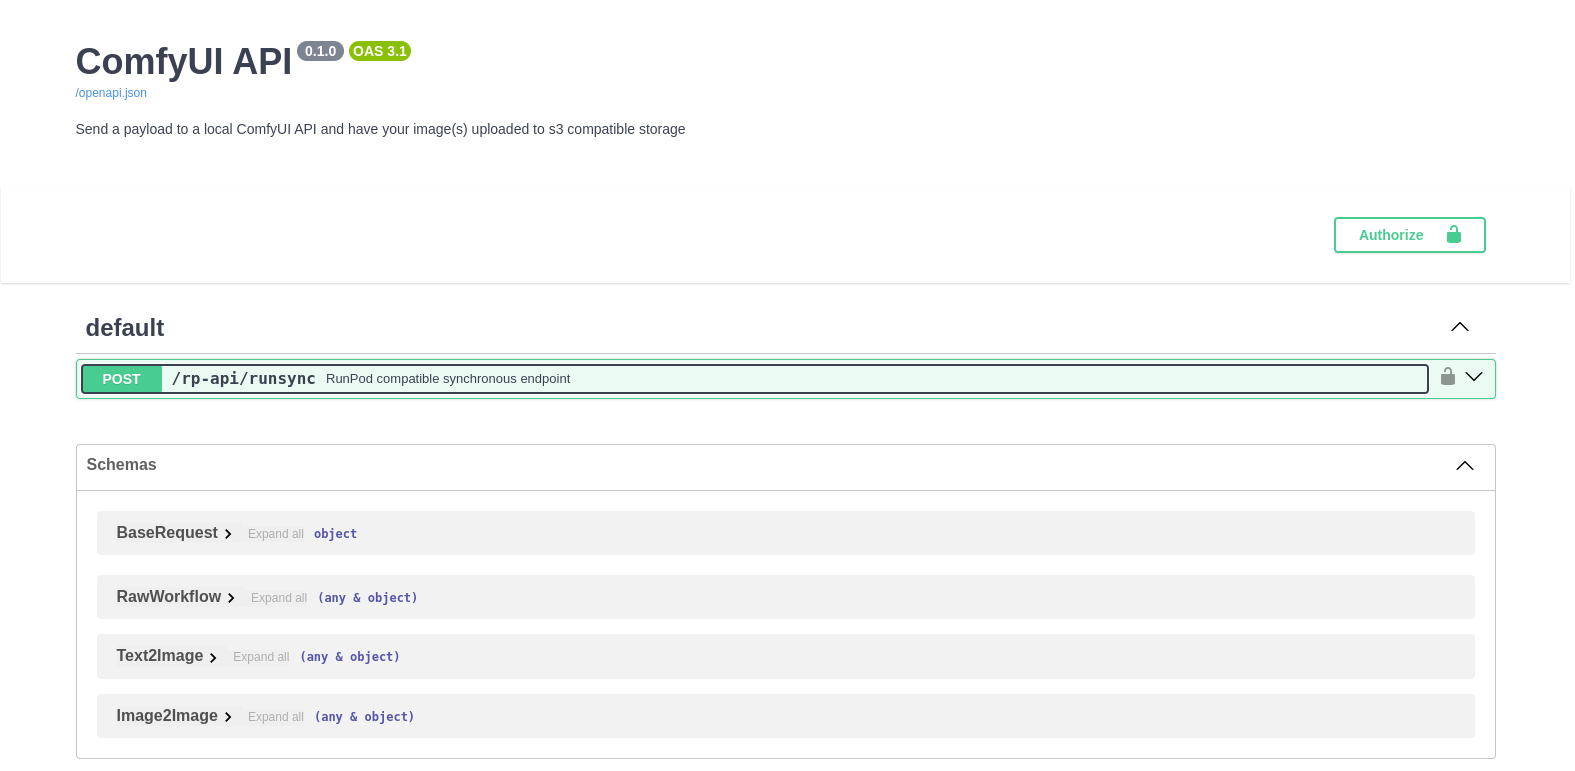 ComfyUI API 0.1.0 OAS 3.1
/openapi.json
Send a payload to a local ComfyUI API and have your image(s) uploaded to s3 compatible storage
Authorize
default
POST /rp-api/runsync RunPod compatible synchronous endpoint
Schemas
BaseRequest Expand all object
RawWorkflow Expand all (any & object)
Text2Image Expand all (any & object)
Image2Image Expand all (any & object)